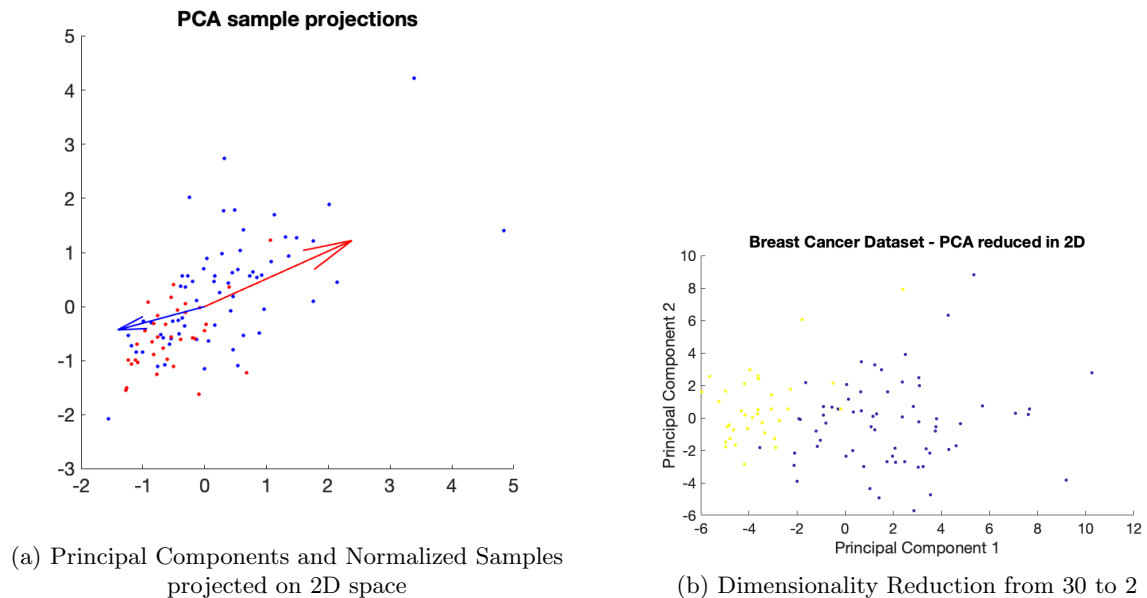 PCA sample projections
5
4
3
2
1
0
-1
-2
-3
-2 -1 0 1 2 3 4 5
(a) Principal Components and Normalized Samples
projected on 2D space
Breast Cancer Dataset - PCA reduced in 2D
10
8
6
4
2
0
-2
-4
-6
Principal Component 2
-6 -4 -2 0 2 4 6 8 10 12
Principal Component 1
(b) Dimensionality Reduction from 30 to 2